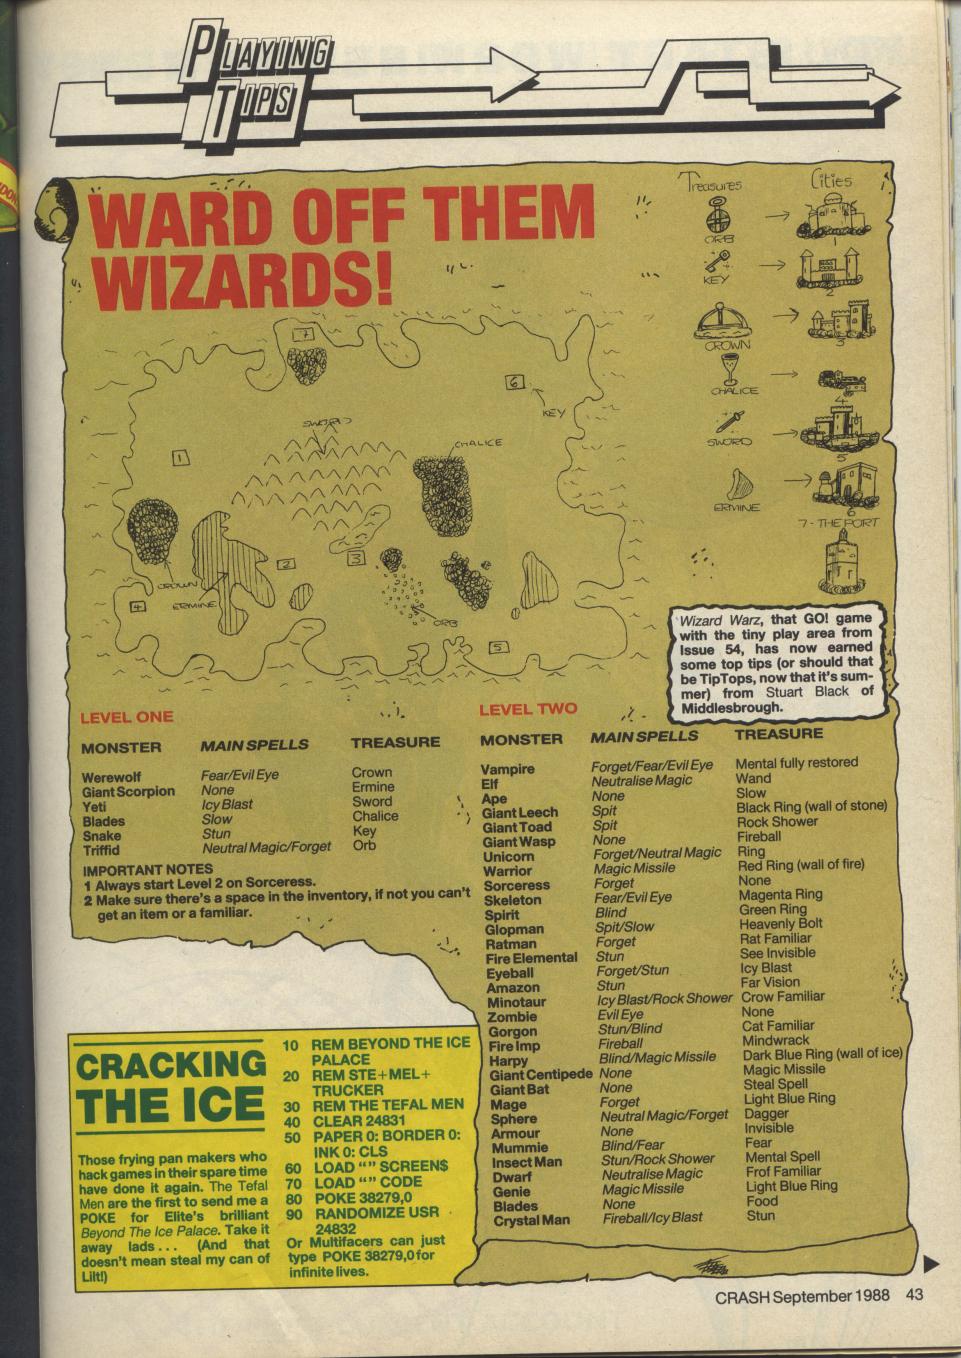 PLAYING
TIPS
WARD OFF THEM
WIZARDS!
Treasures
Cities
ORB
1
KEY
2
CROWN
3
CHALICE
4
SWORD
5
ERMINE
6
7 - THE PORT
7
6
KEY
SWORD
CHALICE
1
CROWN
ERMINE
2
3
4
ORB
5
Wizard Warz, that GO! game
with the tiny play area from
Issue 54, has now earned
some top tips (or should that
be TipTops, now that it's sum-
mer) from Stuart Black of
Middlesbrough.
LEVEL ONE
MONSTER MAIN SPELLS TREASURE
Werewolf Fear/Evil Eye Crown
Giant Scorpion None Ermine
Yeti Icy Blast Sword
Blades Slow Chalice
Snake Stun Key
Triffid Neutral Magic/Forget Orb
IMPORTANT NOTES
1 Always start Level 2 on Sorceress.
2 Make sure there's a space in the inventory, if not you can't
get an item or a familiar.
LEVEL TWO
MONSTER MAIN SPELLS TREASURE
Vampire Forget/Fear/Evil Eye Mental fully restored
Elf Neutralise Magic Wand
Ape None Slow
Giant Leech Spit Black Ring (wall of stone)
Giant Toad Spit Rock Shower
Giant Wasp None Fireball
Unicorn Forget/Neutral Magic Ring
Warrior Magic Missile Red Ring (wall of fire)
Sorceress Forget None
Skeleton Fear/Evil Eye Magenta Ring
Spirit Blind Green Ring
Glopman Spit/Slow Heavenly Bolt
Ratman Forget Rat Familiar
Fire Elemental Stun See Invisible
Eyeball Forget/Stun Icy Blast
Amazon Stun Far Vision
Minotaur Icy Blast/Rock Shower Crow Familiar
Zombie Evil Eye None
Gorgon Stun/Blind Cat Familiar
Fire Imp Fireball Mindwrack
Harpy Blind/Magic Missile Dark Blue Ring (wall of ice)
Giant Centipede None Magic Missile
Giant Bat None Steal Spell
Mage Forget Light Blue Ring
Sphere Neutral Magic/Forget Dagger
Armour None Invisible
Mummie Blind/Fear Fear
Insect Man Stun/Rock Shower Mental Spell
Dwarf Neutralise Magic Frof Familiar
Genie Magic Missile Light Blue Ring
Blades None Food
Crystal Man Fireball/Icy Blast Stun
CRACKING
THE ICE
Those frying pan makers who
hack games in their spare time
have done it again. The Tefal
Men are the first to send me a
POKE for Elite's brilliant
Beyond The Ice Palace. Take it
away lads... (And that
doesn't mean steal my can of
Lilt!)
10 REM BEYOND THE ICE
PALACE
20 REM STE+MEL+
TRUCKER
30 REM THE TEFAL MEN
40 CLEAR 24831
50 PAPER 0: BORDER 0:
INK 0: CLS
60 LOAD “” SCREEN$
70 LOAD “” CODE
80 POKE 38279,0
90 RANDOMIZE USR
24832
Or Multifacers can just
type POKE 38279,0 for
infinite lives.
CRASH September 1988 43